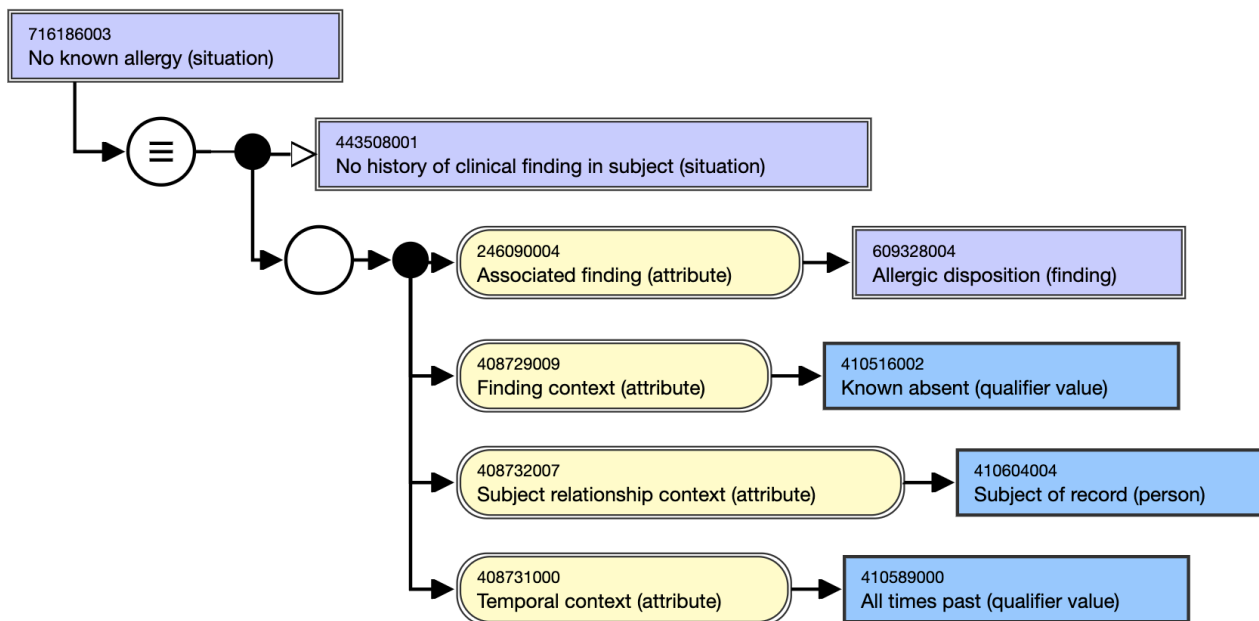 716186003
No known allergy (situation)
443508001
No history of clinical finding in subject (situation)
246090004
Associated finding (attribute)
609328004
Allergic disposition (finding)
408729009
Finding context (attribute)
410516002
Known absent (qualifier value)
408732007
Subject relationship context (attribute)
410604004
Subject of record (person)
408731000
Temporal context (attribute)
410589000
All times past (qualifier value)